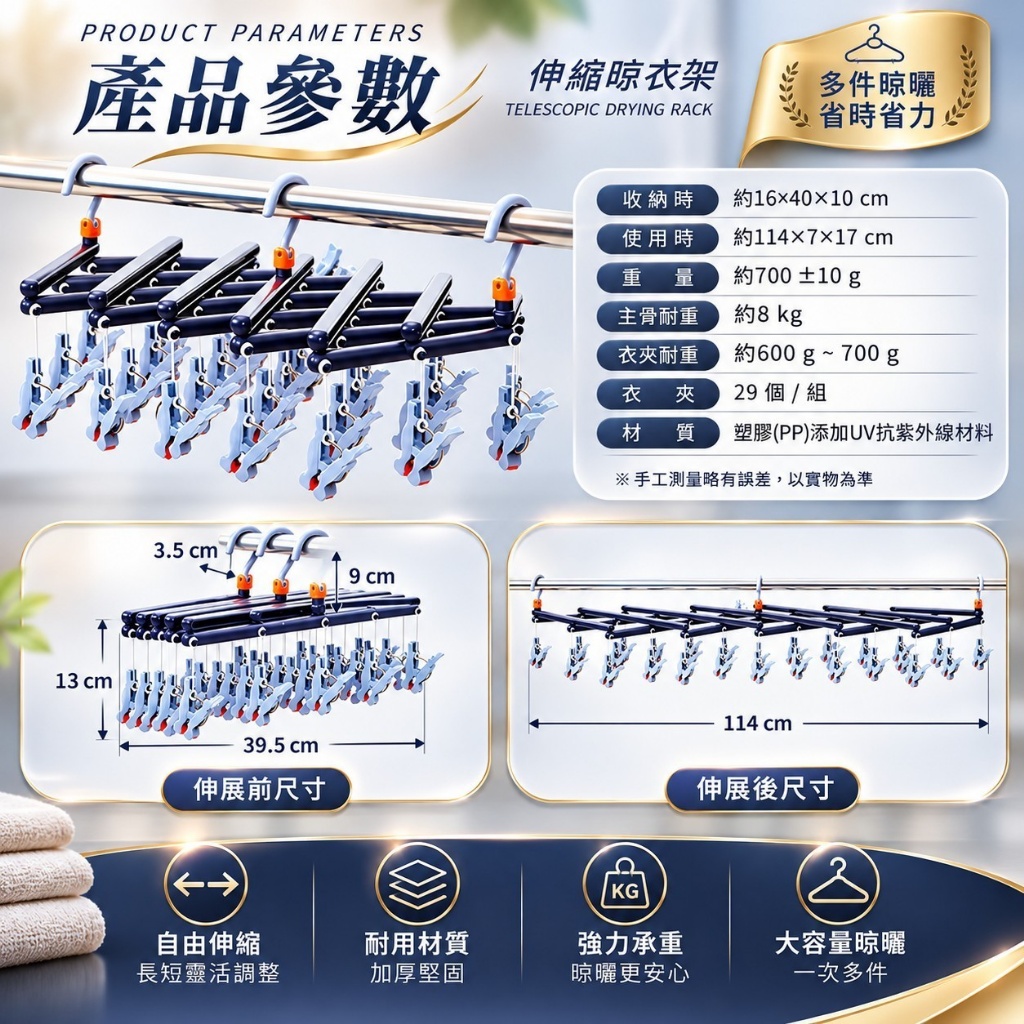 PRODUCT PARAMETERS
產品參數
伸縮晾衣架
TELESCOPIC DRYING RACK
多件晾曬
省時省力
收納時 約16×40×10 cm
使用時 約114×7×17 cm
重量 約700 ±10 g
主骨耐重 約8 kg
衣夾耐重 約600 g ~ 700 g
衣夾 29 個 / 組
材質 塑膠(PP)添加UV抗紫外線材料
※ 手工測量略有誤差，以實物為準
3.5 cm
9 cm
13 cm
39.5 cm
伸展前尺寸
114 cm
伸展後尺寸
自由伸縮
長短靈活調整
耐用材質
加厚堅固
KG
強力承重
晾曬更安心
大容量晾曬
一次多件